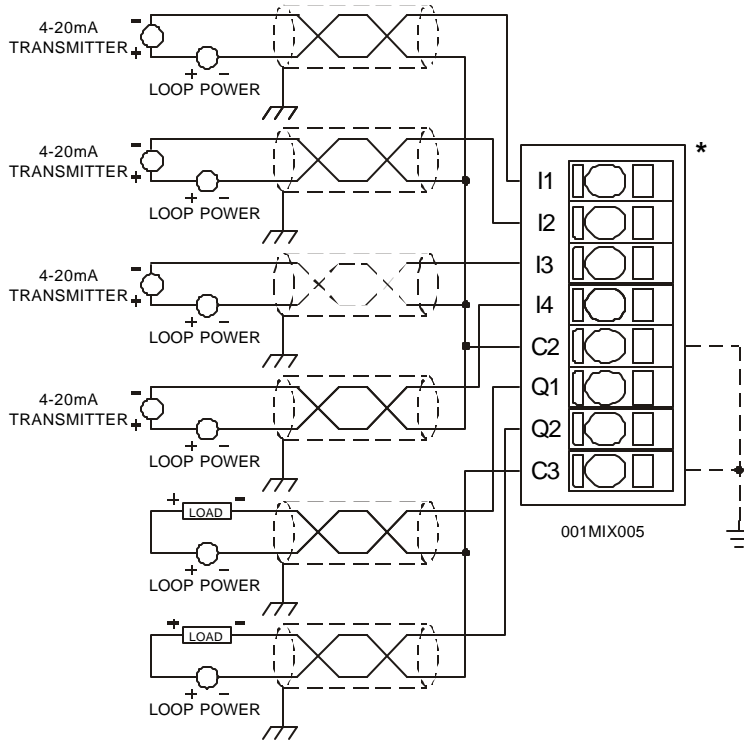 4-20mA
TRANSMITTER
-
+
+ -
LOOP POWER
4-20mA
TRANSMITTER
-
+
+ -
LOOP POWER
4-20mA
TRANSMITTER
-
+
+ -
LOOP POWER
4-20mA
TRANSMITTER
-
+
+ -
LOOP POWER
+ LOAD -
+ -
LOOP POWER
+ LOAD -
+ -
LOOP POWER
*
I1
I2
I3
I4
C2
Q1
Q2
C3
001MIX005